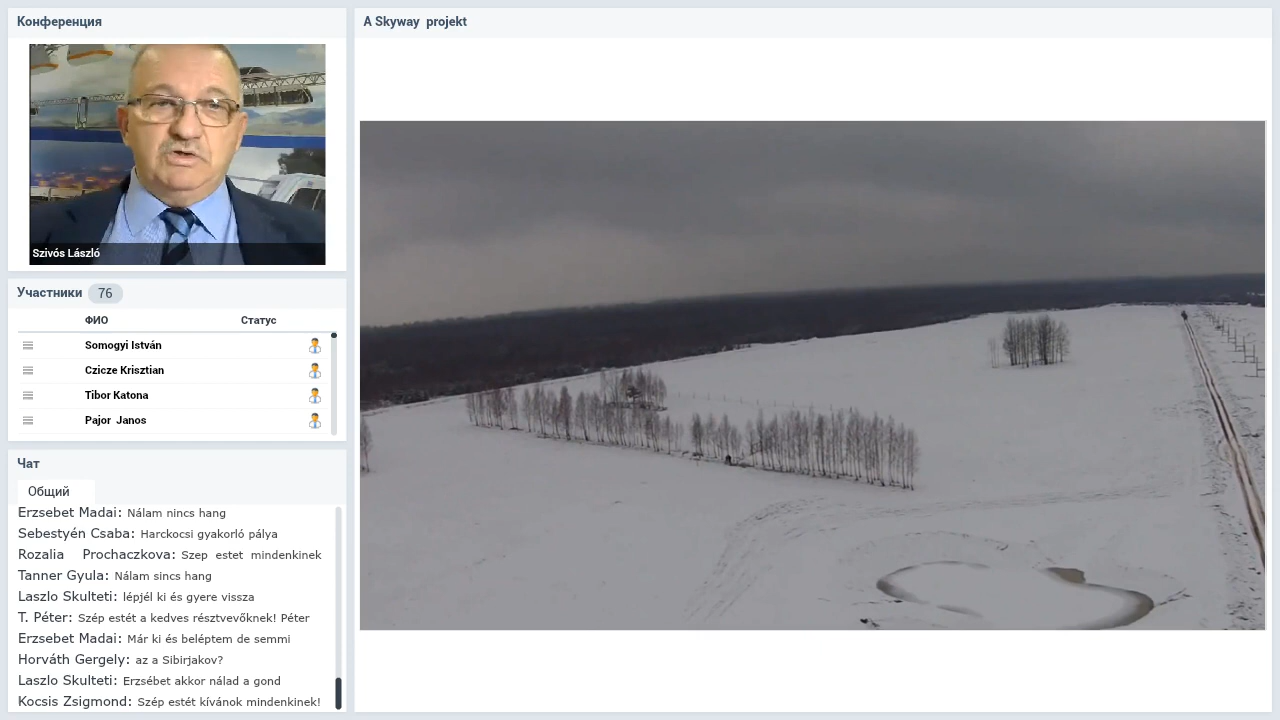 Конференция
Szivós László
Участники 76
ФИО Статус
Somogyi István
Czicze Krisztian
Tibor Katona
Pajor Janos
Чат
Общий
Erzsebet Madai: Nálam nincs hang
Sebestyén Csaba: Harckocsi gyakorló pálya
Rozalia Prochaczkova: Szep estet mindenkinek
Tanner Gyula: Nálam sincs hang
Laszlo Skulteti: lépjél ki és gyere vissza
T. Péter: Szép estét a kedves résztvevőknek! Péter
Erzsebet Madai: Már ki és beléptem de semmi
Horváth Gergely: az a Sibirjakov?
Laszlo Skulteti: Erzsébet akkor nálad a gond
Kocsis Zsigmond: Szép estét kívánok mindenkinek!
A Skyway projekt